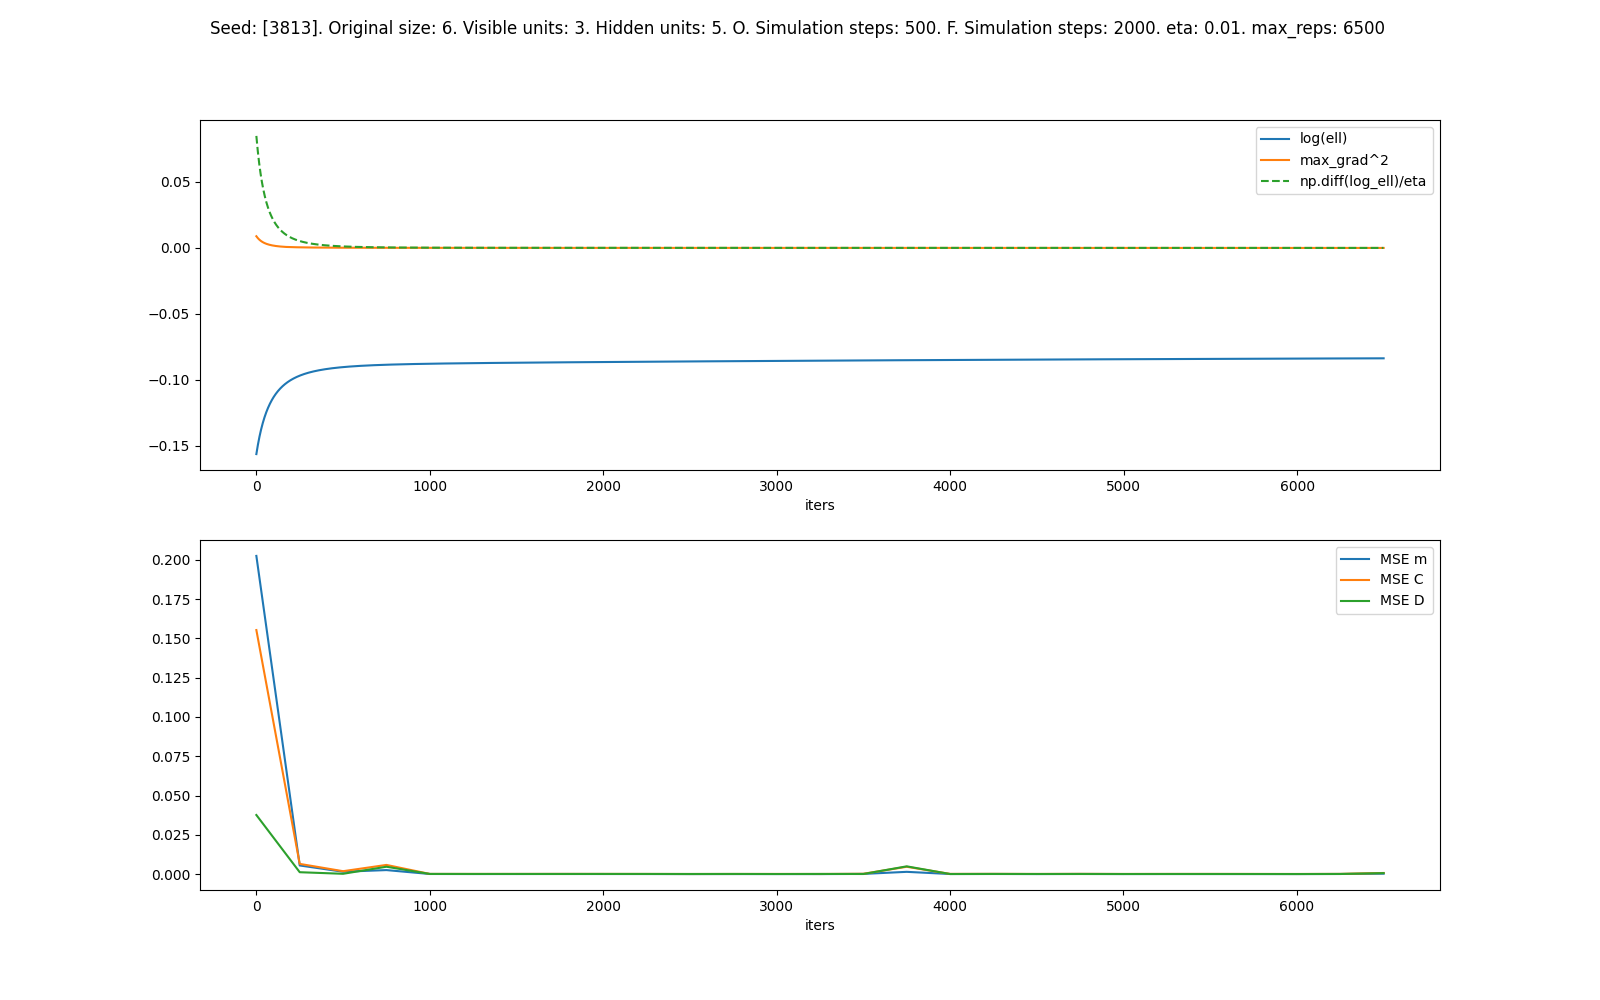 Seed: [3813]. Original size: 6. Visible units: 3. Hidden units: 5. O. Simulation steps: 500. F. Simulation steps: 2000. eta: 0.01. max_reps: 6500
log(ell)
max_grad^2
np.diff(log_ell)/eta
0.05
0.00
−0.05
−0.10
−0.15
0 1000 2000 3000 4000 5000 6000
iters
MSE m
MSE C
MSE D
0.200
0.175
0.150
0.125
0.100
0.075
0.050
0.025
0.000
0 1000 2000 3000 4000 5000 6000
iters